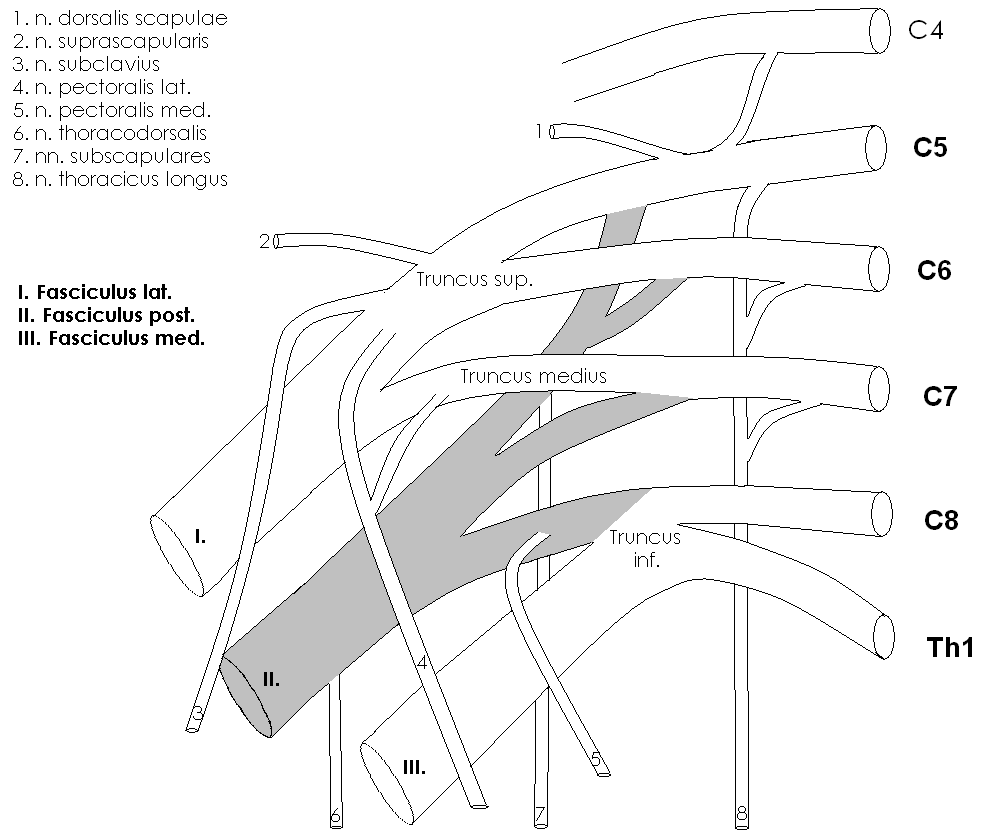 1. n. dorsalis scapulae
2. n. suprascapularis
3. n. subclavius
4. n. pectoralis lat.
5. n. pectoralis med.
6. n. thoracodorsalis
7. nn. subscapulares
8. n. thoracicus longus
I. Fasciculus lat.
II. Fasciculus post.
III. Fasciculus med.
C4
1
C5
2
Truncus sup.
C6
Truncus medius
C7
I.
C8
Truncus
inf.
Th1
4
II.
3
5
III.
6
7
8